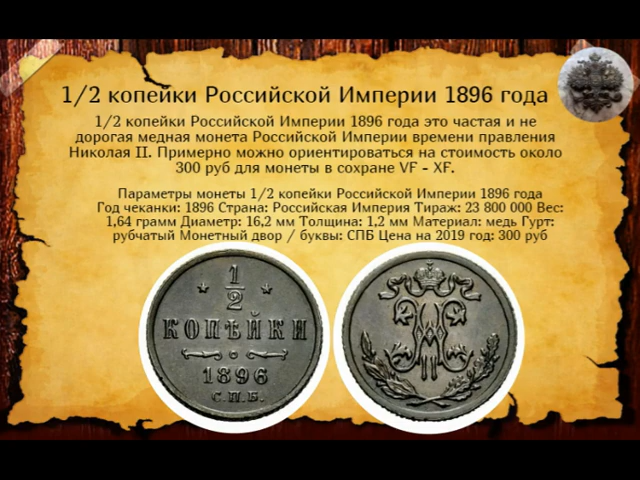 1/2 копейки Российской Империи 1896 года
1/2 копейки Российской Империи 1896 года это частая и не
дорогая медная монета Российской Империи времени правления
Николая II. Примерно можно ориентироваться на стоимость около
300 руб для монеты в сохране VF - XF.
Параметры монеты 1/2 копейки Российской Империи 1896 года
Год чеканки: 1896 Страна: Российская Империя Тираж: 23 800 000 Вес:
1,64 грамм Диаметр: 16,2 мм Толщина: 1,2 мм Материал: медь Гурт:
рубчатый Монетный двор / буквы: СПБ Цена на 2019 год: 300 руб
1/2
КОПѢЙКИ
1896
С.П.Б.